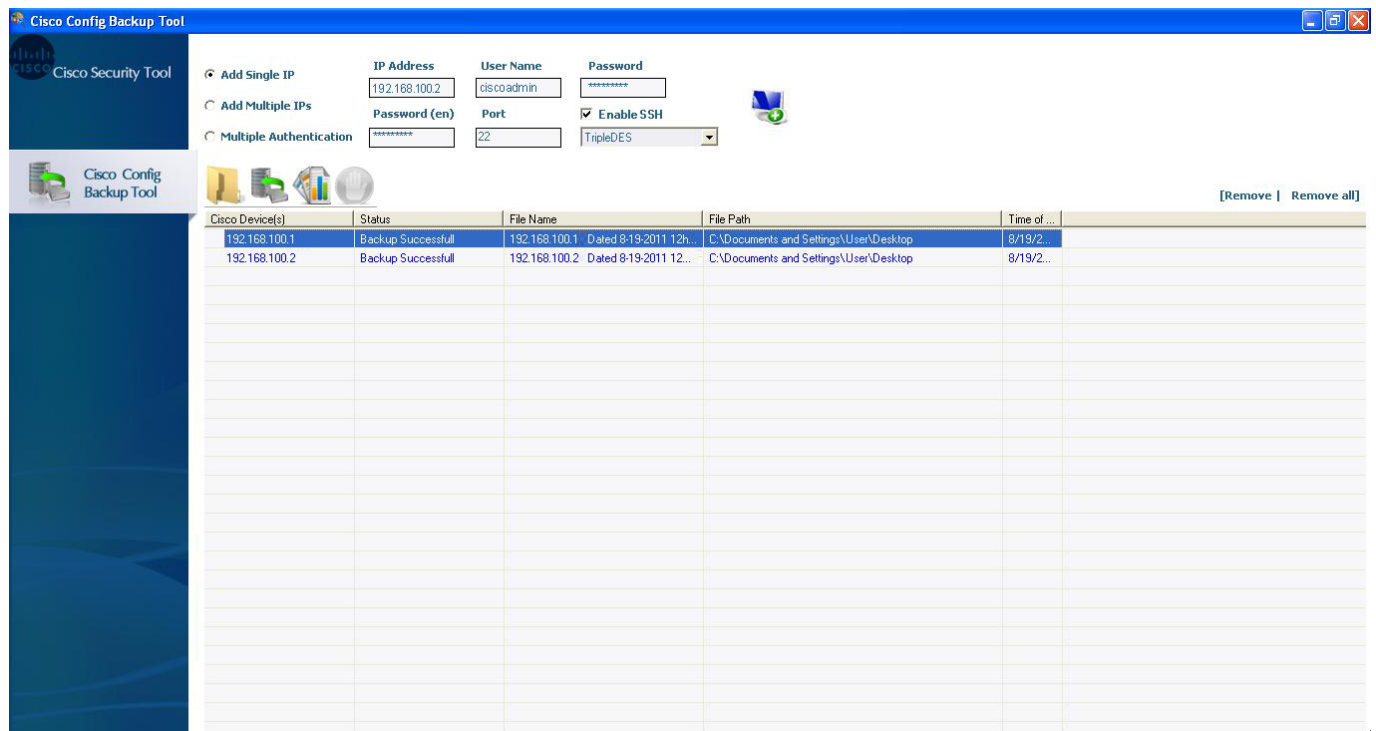 Cisco Config Backup Tool
CISCO Cisco Security Tool
Add Single IP
Add Multiple IPs
Multiple Authentication
IP Address User Name Password
192.168.100.2 ciscoadmin *********
Password (en) Port Enable SSH
********* 22 TripleDES
Cisco Config
Backup Tool
[Remove | Remove all]
Cisco Device(s) Status File Name File Path Time of ...
192.168.100.1 Backup Successfull 192.168.100.1 Dated 8-19-2011 12h... C:\Documents and Settings\User\Desktop 8/19/2...
192.168.100.2 Backup Successfull 192.168.100.2 Dated 8-19-2011 12... C:\Documents and Settings\User\Desktop 8/19/2...